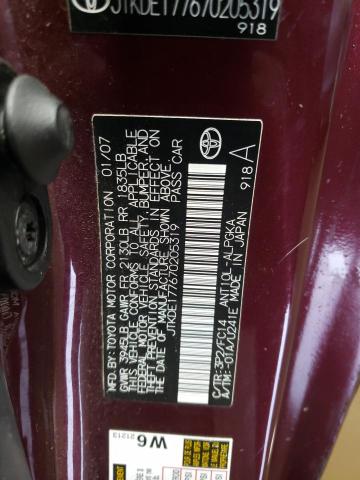 JTKDE177670205319
918
MFD. BY: TOYOTA MOTOR CORPORATION 01/07
GVWR 3945LB GAWR FR 2130LB RR 1835LB
THIS VEHICLE CONFORMS TO ALL APPLICABLE
FEDERAL MOTOR VEHICLE SAFETY, BUMPER, AND
THEFT PREVENTION STANDARDS IN EFFECT ON
THE DATE OF MANUFACTURE SHOWN ABOVE.
JTKDE177670205319 PASS CAR
918 A
C/TR: 3P2/FC14 ANT10L-
A/TM: -01A/U241E MADE IN JAPAN
W6
21213